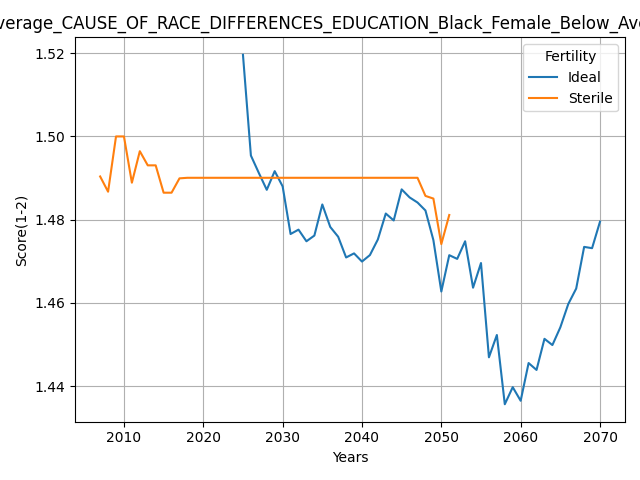 verage_CAUSE_OF_RACE_DIFFERENCES_EDUCATION_Black_Female_Below_Ave
Fertility
Ideal
Sterile
1.52
1.50
1.48
1.46
1.44
Score(1-2)
2010 2020 2030 2040 2050 2060 2070
Years